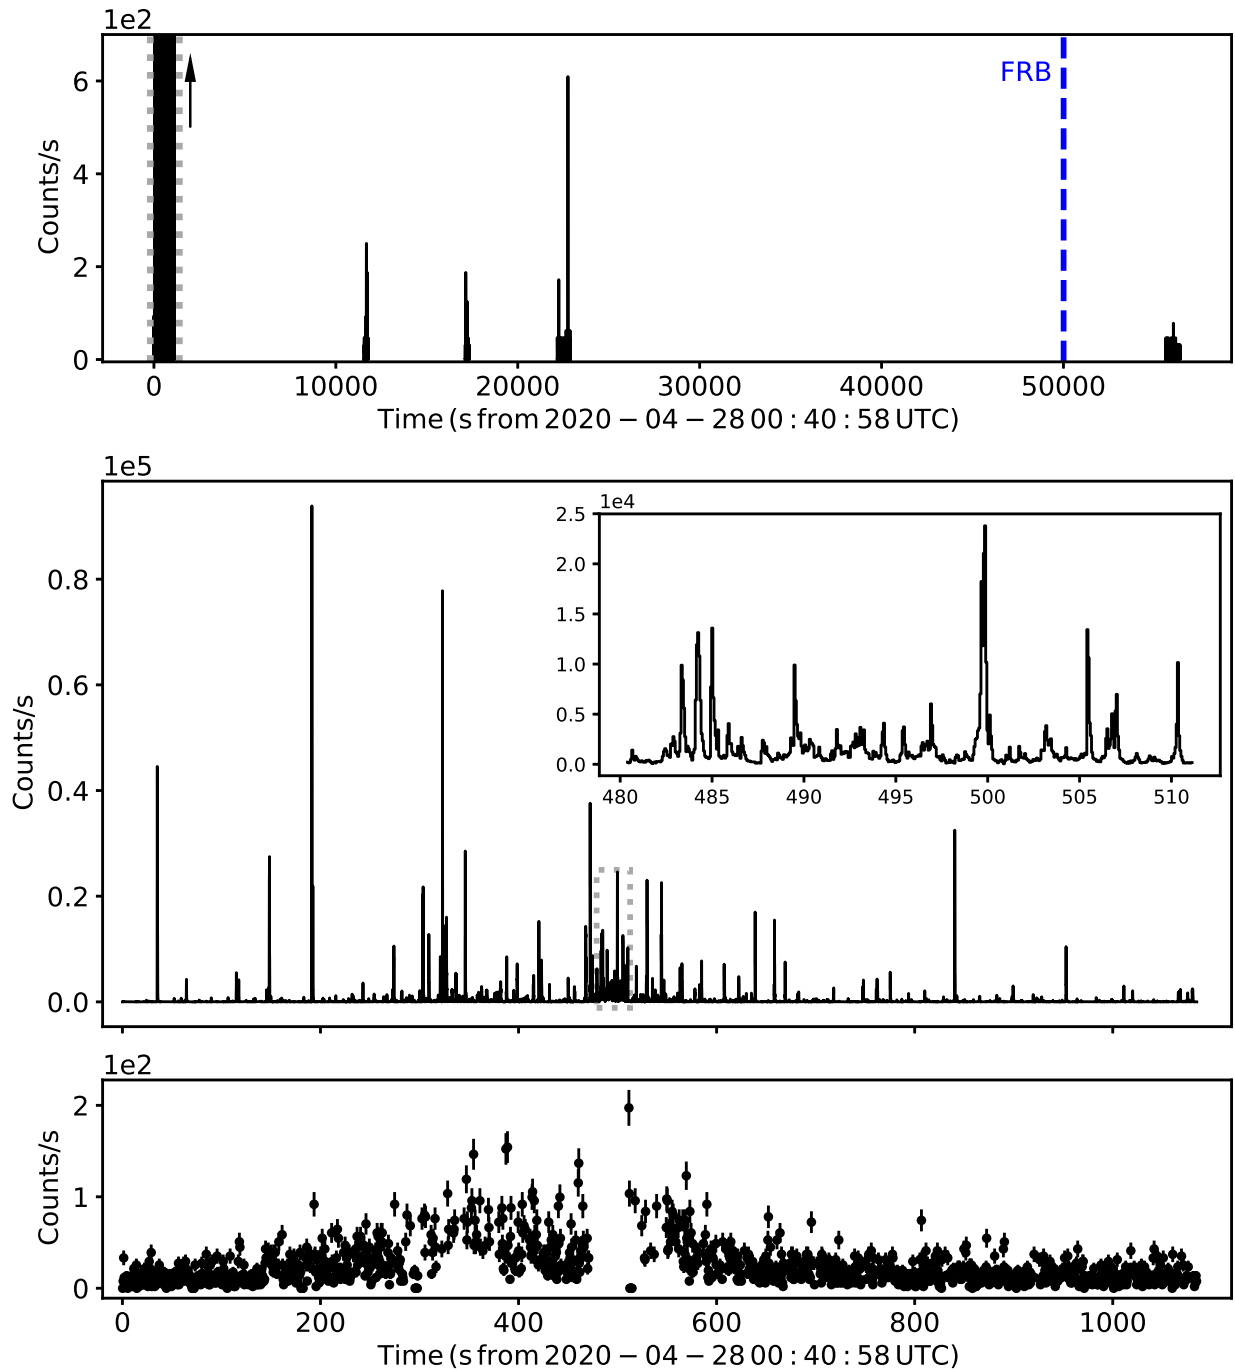 1e2
6
4
2
0
Counts/s
FRB
0 10000 20000 30000 40000 50000
Time (s from 2020 − 04 − 28 00 : 40 : 58 UTC)
1e5
0.8
0.6
0.4
0.2
0.0
Counts/s
1e4
2.5
2.0
1.5
1.0
0.5
0.0
480 485 490 495 500 505 510
1e2
2
1
0
Counts/s
0 200 400 600 800 1000
Time (s from 2020 − 04 − 28 00 : 40 : 58 UTC)